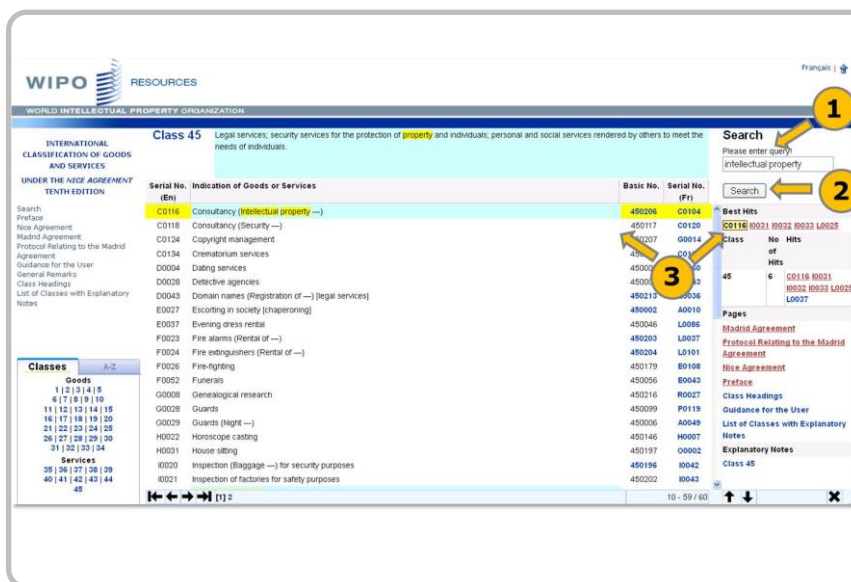 Français |
WIPO RESOURCES
WORLD INTELLECTUAL PROPERTY ORGANIZATION
INTERNATIONAL
CLASSIFICATION OF GOODS
AND SERVICES
UNDER THE NICE AGREEMENT
TENTH EDITION
Search
Preface
Nice Agreement
Madrid Agreement
Protocol Relating to the Madrid
Agreement
Guidance for the User
General Remarks
Class Headings
List of Classes with Explanatory
Notes
Classes A-Z
Goods
1 | 2 | 3 | 4 | 5
6 | 7 | 8 | 9 | 10
11 | 12 | 13 | 14 | 15
16 | 17 | 18 | 19 | 20
21 | 22 | 23 | 24 | 25
26 | 27 | 28 | 29 | 30
31 | 32 | 33 | 34
Services
35 | 36 | 37 | 38 | 39
40 | 41 | 42 | 43 | 44
45
Class 45 Legal services; security services for the protection of property and individuals; personal and social services rendered by others to meet the
needs of individuals.
Serial No. Indication of Goods or Services Basic No. Serial No.
(En) (Fr)
C0116 Consultancy (Intellectual property —) 450206 C0104
C0118 Consultancy (Security —) 450117 C0120
C0124 Copyright management G0014
C0134 Crematorium services
D0004 Dating services
D0028 Detective agencies
D0043 Domain names (Registration of —) [legal services] 450213
E0027 Escorting in society [chaperoning] 450002 A0010
E0037 Evening dress rental 450046 L0086
F0023 Fire alarms (Rental of —) 450203 L0037
F0024 Fire extinguishers (Rental of —) 450204 L0101
F0026 Fire-fighting 450179 E0108
F0052 Funerals 450056 E0043
G0008 Genealogical research 450216 R0027
G0028 Guards 450099 P0119
G0029 Guards (Night —) 450006 A0049
H0022 Horoscope casting 450146 H0007
H0031 House sitting 450197 O0002
I0020 Inspection (Baggage —) for security purposes 450196 I0042
I0021 Inspection of factories for safety purposes 450202 I0043
[1] 2 10 - 59 / 60
Search
Please enter query!
intellectual property
Search
Best Hits
C0116 I0031 I0032 I0033 L0025
Class No Hits
of
Hits
45 6 C0116 I0031
I0032 I0033 L0025
L0037
Pages
Madrid Agreement
Protocol Relating to the Madrid
Agreement
Nice Agreement
Preface
Class Headings
Guidance for the User
List of Classes with Explanatory
Notes
Explanatory Notes
Class 45
1
2
3